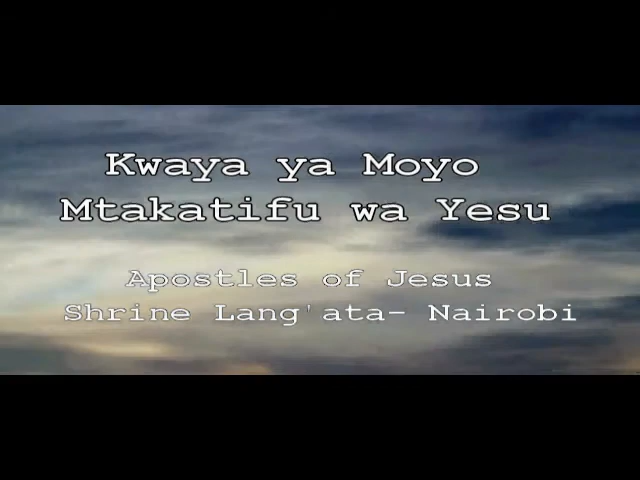 Kwaya ya Moyo
Mtakatifu wa Yesu
Apostles of Jesus
Shrine Lang'ata- Nairobi